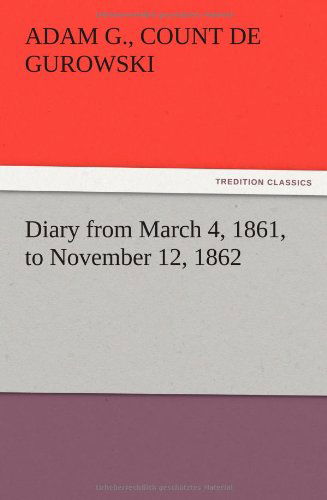 Urheberrechtlich geschütztes Material
ADAM G., COUNT DE
GUROWSKI
TREDITION CLASSICS
Diary from March 4, 1861,
to November 12, 1862
Urheberrechtlich geschütztes Material